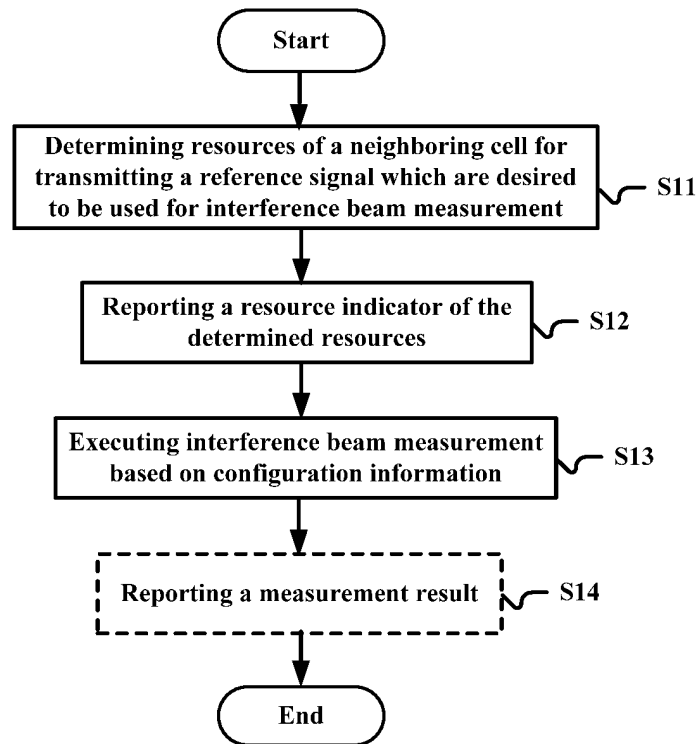 Start
Determining resources of a neighboring cell for
transmitting a reference signal which are desired
to be used for interference beam measurement
S11
Reporting a resource indicator of the
determined resources
S12
Executing interference beam measurement
based on configuration information
S13
Reporting a measurement result
S14
End